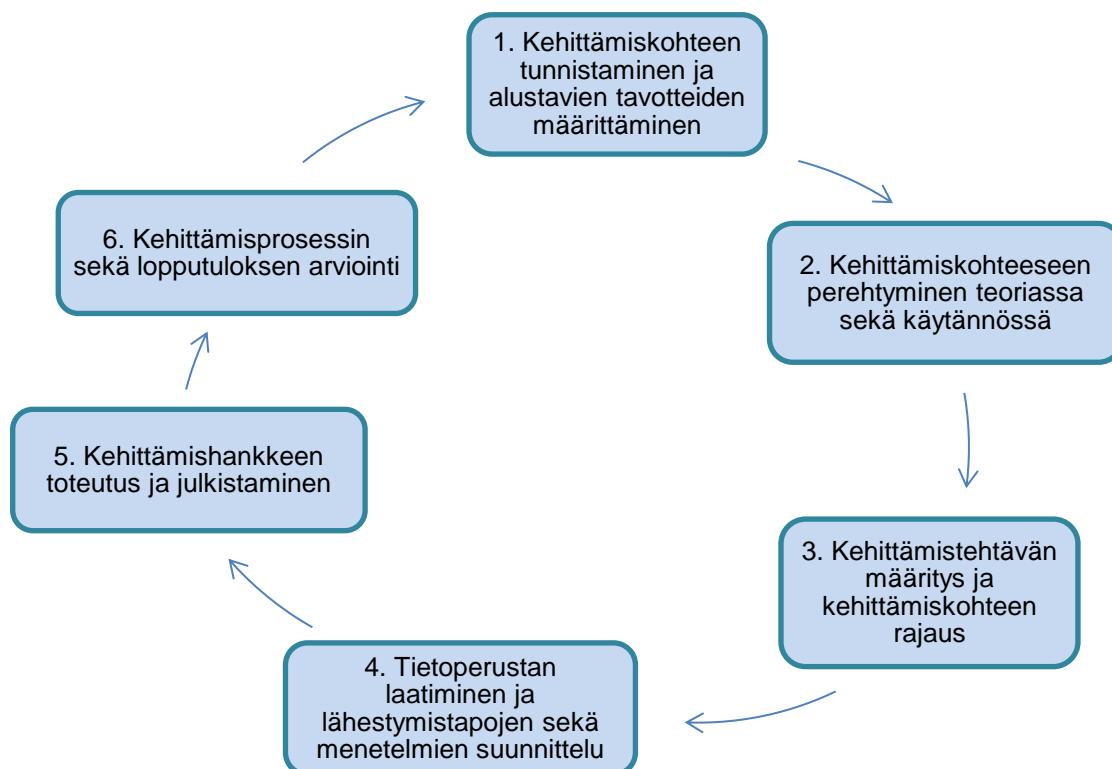 1. Kehittämiskohteen
tunnistaminen ja
alustavien tavotteiden
määrittäminen
2. Kehittämiskohteeseen
perehtyminen teoriassa
sekä käytännössä
3. Kehittämistehtävän
määritys ja
kehittämiskohteen
rajaus
4. Tietoperustan
laatiminen ja
lähestymistapojen sekä
menetelmien suunnittelu
5. Kehittämishankkeen
toteutus ja julkistaminen
6. Kehittämisprosessin
sekä lopputuloksen arviointi